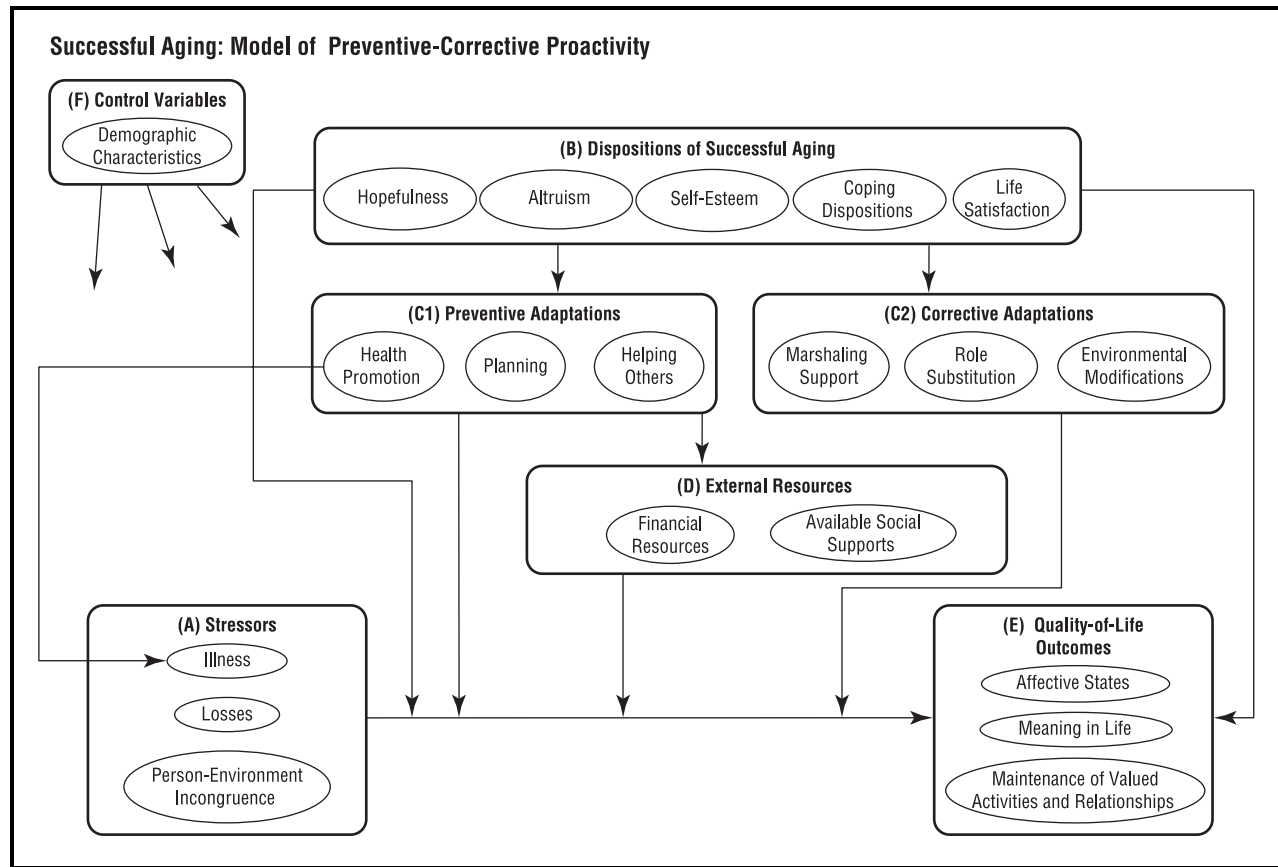 Successful Aging: Model of Preventive-Corrective Proactivity
(F) Control Variables
Demographic
Characteristics
(B) Dispositions of Successful Aging
Hopefulness
Altruism
Self-Esteem
Coping
Dispositions
Life
Satisfaction
(C1) Preventive Adaptations
Health
Promotion
Planning
Helping
Others
(C2) Corrective Adaptations
Marshaling
Support
Role
Substitution
Environmental
Modifications
(D) External Resources
Financial
Resources
Available Social
Supports
(A) Stressors
Illness
Losses
Person-Environment
Incongruence
(E) Quality-of-Life
Outcomes
Affective States
Meaning in Life
Maintenance of Valued
Activities and Relationships